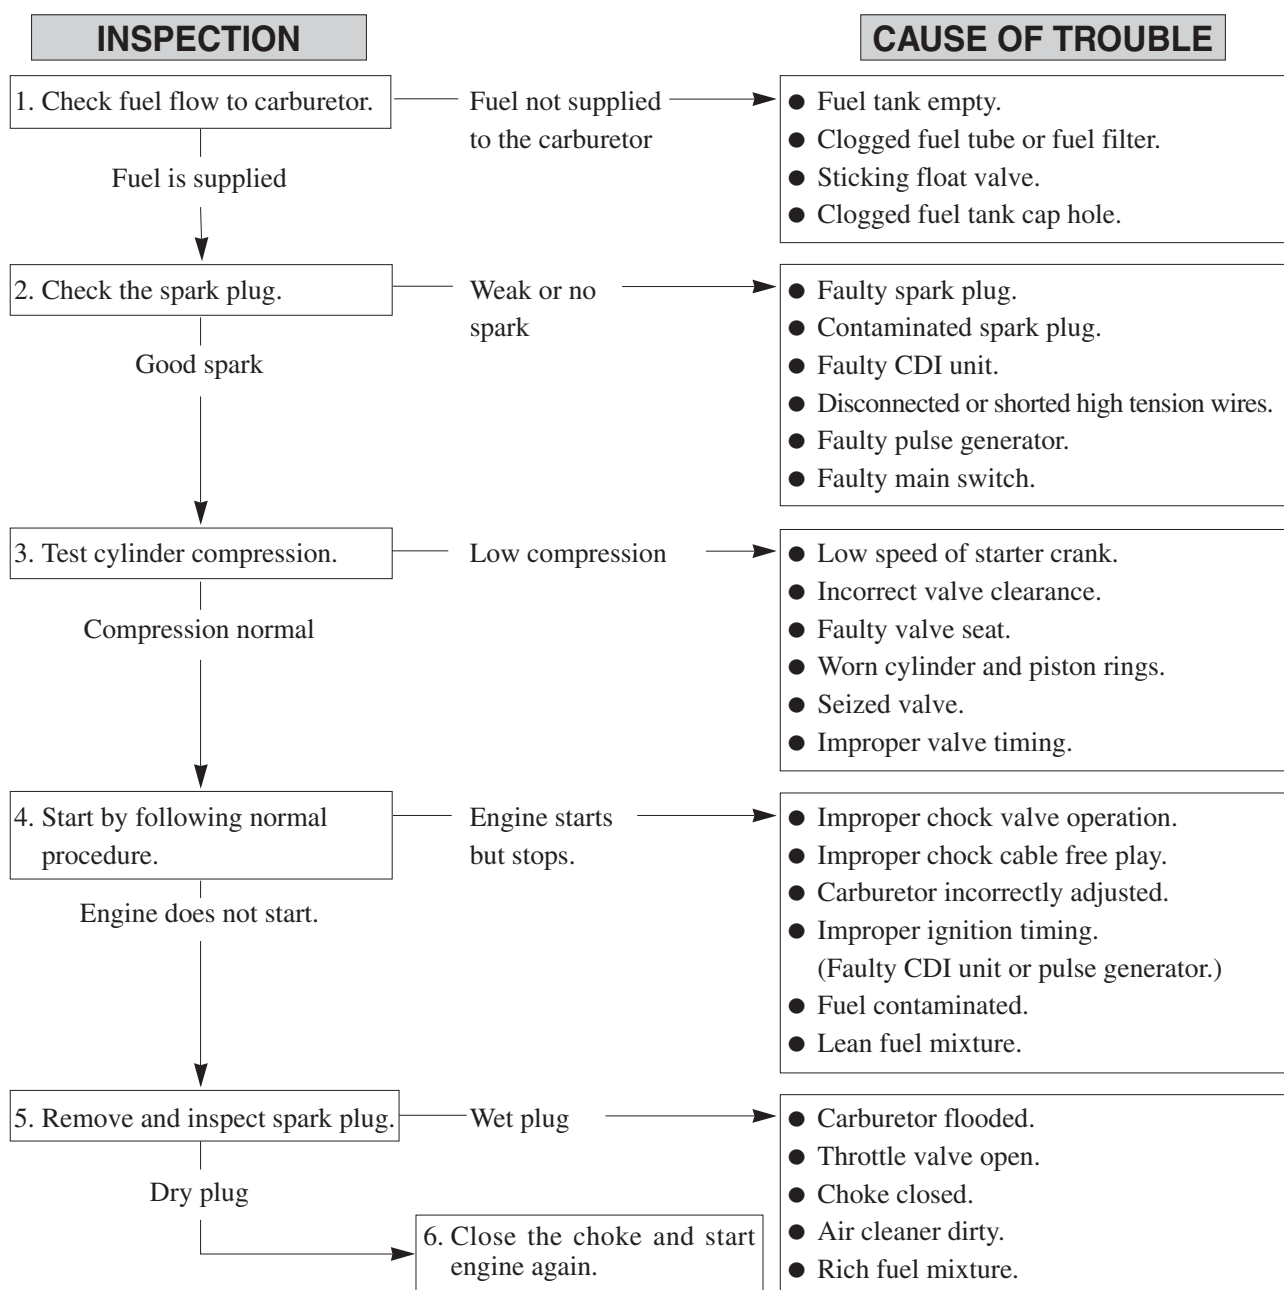 INSPECTION
CAUSE OF TROUBLE
1. Check fuel flow to carburetor.
Fuel not supplied
to the carburetor
● Fuel tank empty.
● Clogged fuel tube or fuel filter.
● Sticking float valve.
● Clogged fuel tank cap hole.
Fuel is supplied
2. Check the spark plug.
Weak or no
spark
● Faulty spark plug.
● Contaminated spark plug.
● Faulty CDI unit.
● Disconnected or shorted high tension wires.
● Faulty pulse generator.
● Faulty main switch.
Good spark
3. Test cylinder compression.
Low compression
● Low speed of starter crank.
● Incorrect valve clearance.
● Faulty valve seat.
● Worn cylinder and piston rings.
● Seized valve.
● Improper valve timing.
Compression normal
4. Start by following normal
procedure.
Engine starts
but stops.
● Improper chock valve operation.
● Improper chock cable free play.
● Carburetor incorrectly adjusted.
● Improper ignition timing.
(Faulty CDI unit or pulse generator.)
● Fuel contaminated.
● Lean fuel mixture.
Engine does not start.
5. Remove and inspect spark plug.
Wet plug
● Carburetor flooded.
● Throttle valve open.
● Choke closed.
● Air cleaner dirty.
● Rich fuel mixture.
Dry plug
6. Close the choke and start
engine again.